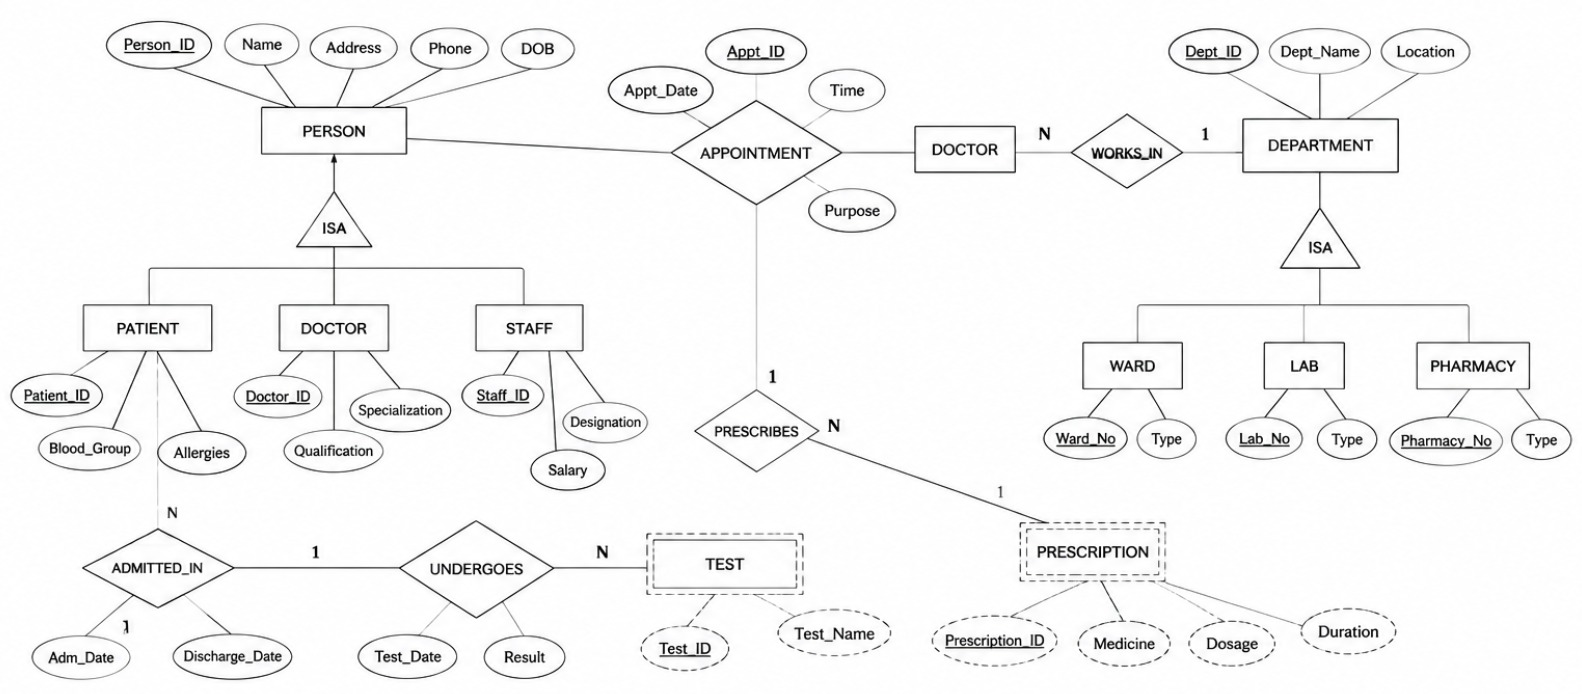 Person_ID
Name
Address
Phone
DOB
Appt_ID
Appt_Date
Time
Dept_ID
Dept_Name
Location
PERSON
APPOINTMENT
DOCTOR
N
WORKS_IN
1
DEPARTMENT
Purpose
ISA
ISA
PATIENT
DOCTOR
STAFF
WARD
LAB
PHARMACY
Patient_ID
Blood_Group
Allergies
Doctor_ID
Qualification
Specialization
Staff_ID
Salary
Designation
1
PRESCRIBES
N
Ward_No
Type
Lab_No
Type
Pharmacy_No
Type
N
ADMITTED_IN
1
UNDERGOES
N
TEST
1
PRESCRIPTION
1
Adm_Date
Discharge_Date
Test_Date
Result
Test_ID
Test_Name
Prescription_ID
Medicine
Dosage
Duration